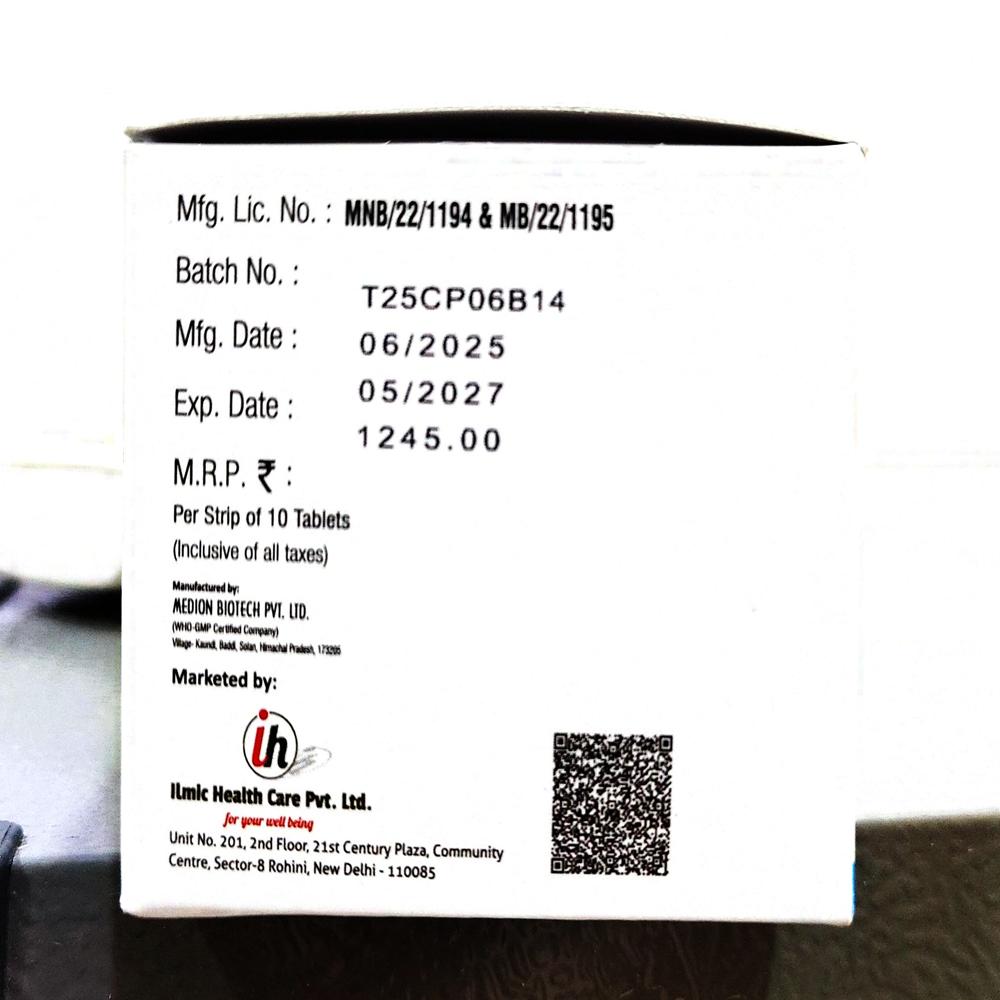 Mfg. Lic. No. : MNB/22/1194 & MB/22/1195
Batch No. :
T25CP06B14
Mfg. Date :
06/2025
05/2027
Exp. Date :
1245.00
M.R.P. ₹ :
Per Strip of 10 Tablets
(Inclusive of all taxes)
Manufactured by:
MEDION BIOTECH PVT. LTD.
(WHO-GMP Certified Company)
Village- Kaundi, Baddi, Solan, Himachal Pradesh, 173205
Marketed by:
ih
Ilmic Health Care Pvt. Ltd.
for your well being
Unit No. 201, 2nd Floor, 21st Century Plaza, Community
Centre, Sector-8 Rohini, New Delhi - 110085